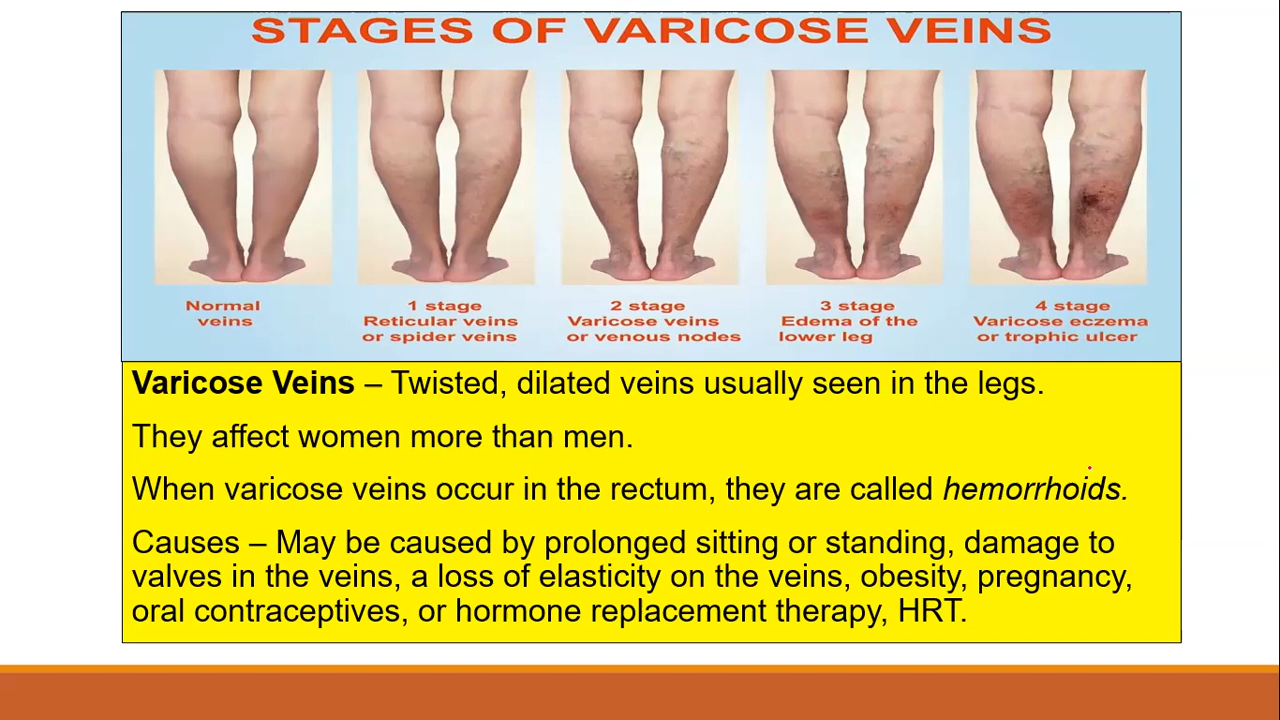 STAGES OF VARICOSE VEINS
Normal
veins
1 stage
Reticular veins
or spider veins
2 stage
Varicose veins
or venous nodes
3 stage
Edema of the
lower leg
4 stage
Varicose eczema
or trophic ulcer
Varicose Veins – Twisted, dilated veins usually seen in the legs.
They affect women more than men.
When varicose veins occur in the rectum, they are called hemorrhoids.
Causes – May be caused by prolonged sitting or standing, damage to
valves in the veins, a loss of elasticity on the veins, obesity, pregnancy,
oral contraceptives, or hormone replacement therapy, HRT.